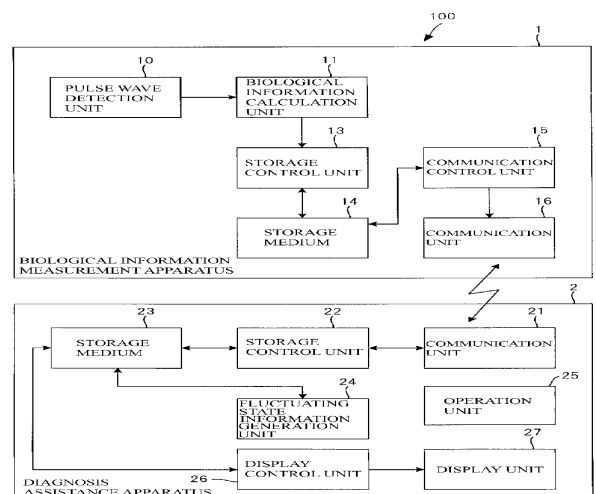 100
1
10
11
PULSE WAVE
DETECTION
UNIT
BIOLOGICAL
INFORMATION
CALCULATION
UNIT
13
15
STORAGE
CONTROL UNIT
COMMUNICATION
CONTROL UNIT
14
16
STORAGE
MEDIUM
COMMUNICATION
UNIT
BIOLOGICAL INFORMATION
MEASUREMENT APPARATUS
2
23
22
21
STORAGE
MEDIUM
STORAGE
CONTROL UNIT
COMMUNICATION
UNIT
24
25
FLUCTUATING
STATE
INFORMATION
GENERATION
UNIT
OPERATION
UNIT
27
26
DISPLAY
CONTROL UNIT
DISPLAY UNIT
DIAGNOSIS
ASSISTANCE APPARATUS